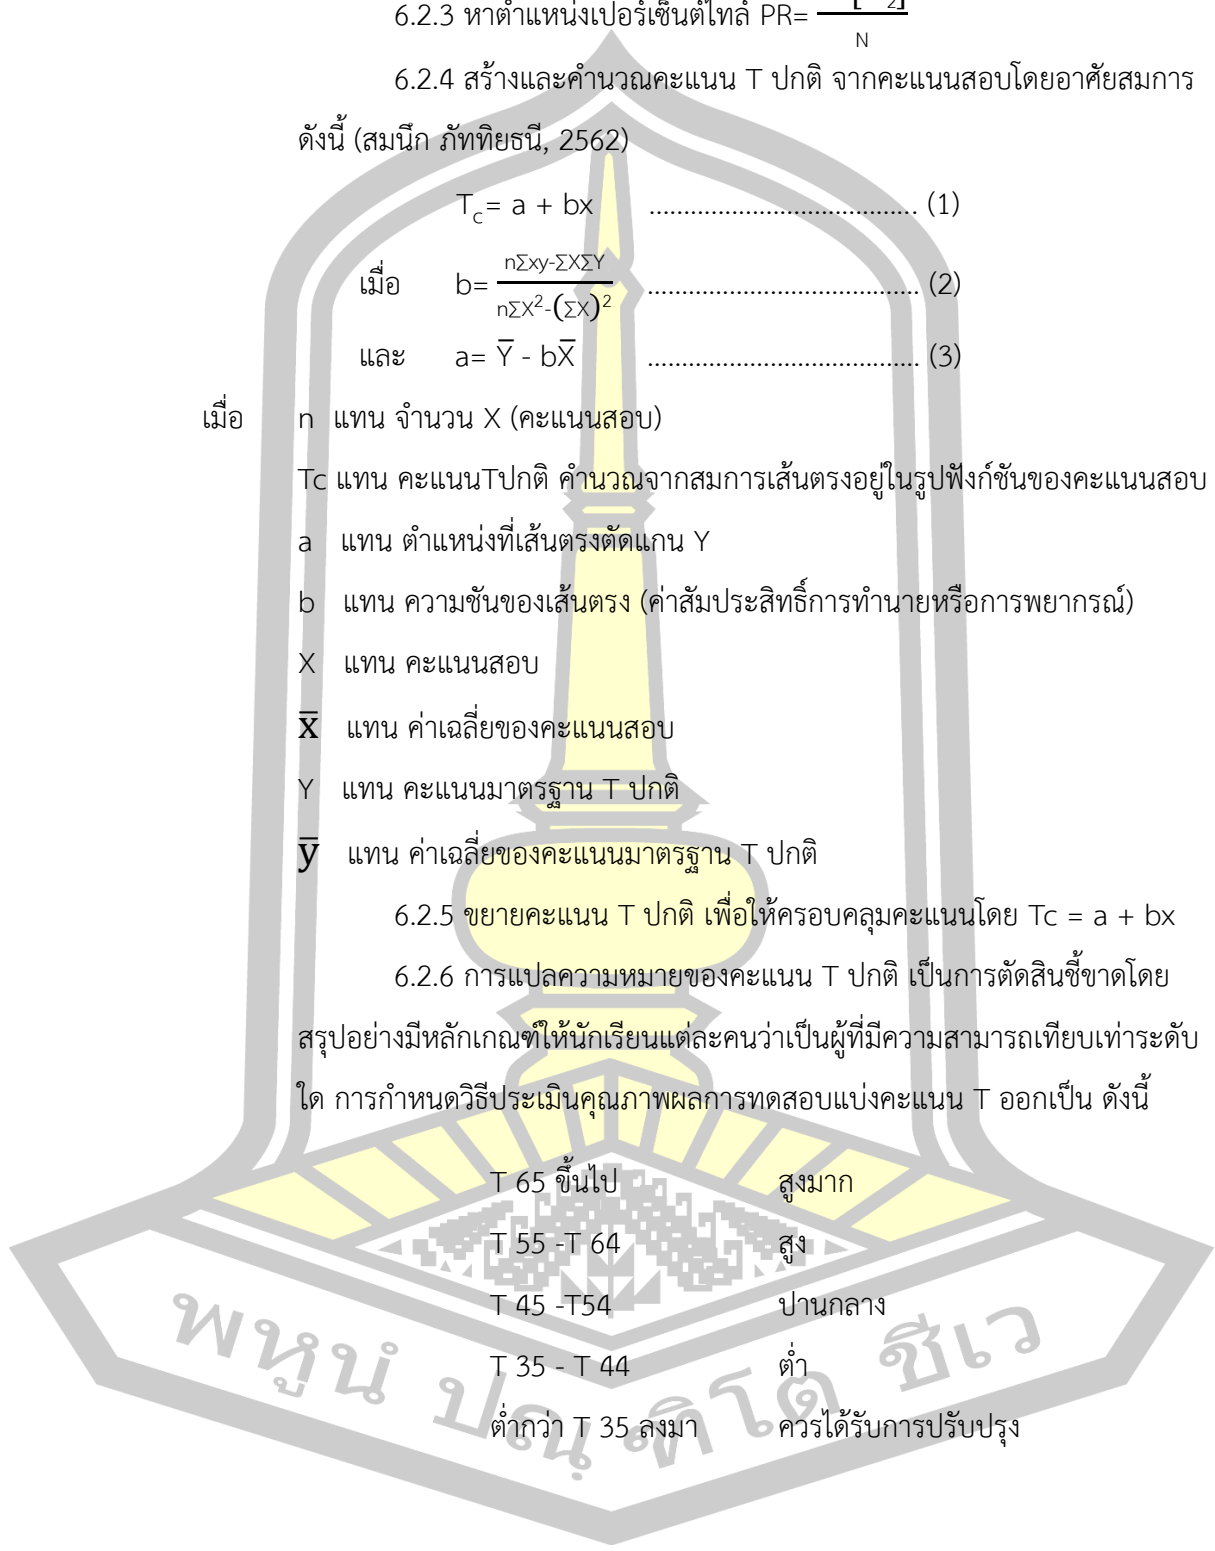 6.2.3 หาตำแหน่งเปอร์เซ็นต์ไทล์ PR= 2] / N
6.2.4 สร้างและคำนวณคะแนน T ปกติ จากคะแนนสอบโดยอาศัยสมการ
ดังนี้ (สมนึก ภัททิยธนี, 2562)
T_c= a + bx ....................................... (1)
เมื่อ b= n∑xy-∑X∑Y / n∑X²-(∑X)² ....................................... (2)
และ a= Y̅ - bX̅ ....................................... (3)
เมื่อ n แทน จำนวน X (คะแนนสอบ)
Tc แทน คะแนนTปกติ คำนวณจากสมการเส้นตรงอยู่ในรูปฟังก์ชันของคะแนนสอบ
a แทน ตำแหน่งที่เส้นตรงตัดแกน Y
b แทน ความชันของเส้นตรง (ค่าสัมประสิทธิ์การทำนายหรือการพยากรณ์)
X แทน คะแนนสอบ
x̅ แทน ค่าเฉลี่ยของคะแนนสอบ
Y แทน คะแนนมาตรฐาน T ปกติ
y̅ แทน ค่าเฉลี่ยของคะแนนมาตรฐาน T ปกติ
6.2.5 ขยายคะแนน T ปกติ เพื่อให้ครอบคลุมคะแนนโดย Tc = a + bx
6.2.6 การแปลความหมายของคะแนน T ปกติ เป็นการตัดสินชี้ขาดโดย
สรุปอย่างมีหลักเกณฑ์ให้นักเรียนแต่ละคนว่าเป็นผู้ที่มีความสามารถเทียบเท่าระดับ
ใด การกำหนดวิธีประเมินคุณภาพผลการทดสอบแบ่งคะแนน T ออกเป็น ดังนี้
T 65 ขึ้นไป สูงมาก
T 55 -T 64 สูง
T 45 -T54 ปานกลาง
T 35 - T 44 ต่ำ
ต่ำกว่า T 35 ลงมา ควรได้รับการปรับปรุง
พหูนํ ปณฺฑิโต ชีเว